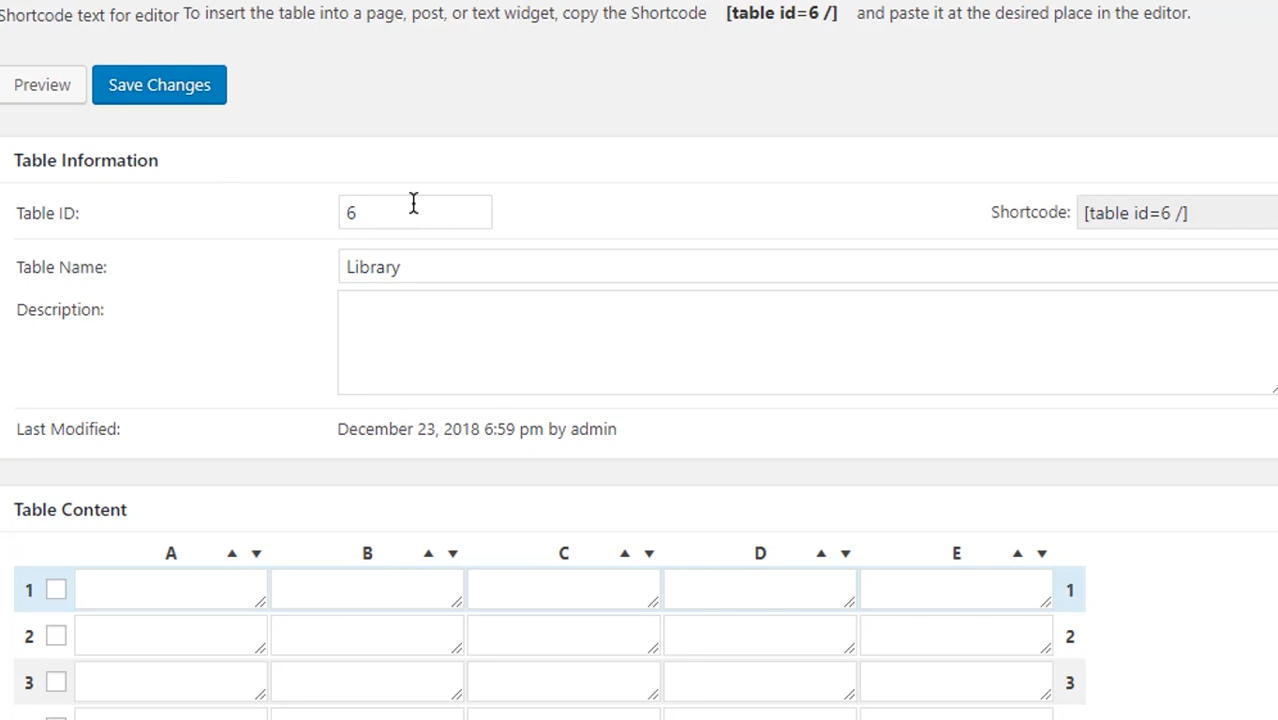 Shortcode text for editor To insert the table into a page, post, or text widget, copy the Shortcode [table id=6 /] and paste it at the desired place in the editor.
Preview Save Changes
Table Information
Table ID: 6 Shortcode: [table id=6 /]
Table Name: Library
Description:
Last Modified: December 23, 2018 6:59 pm by admin
Table Content
A B C D E
1 1
2 2
3 3